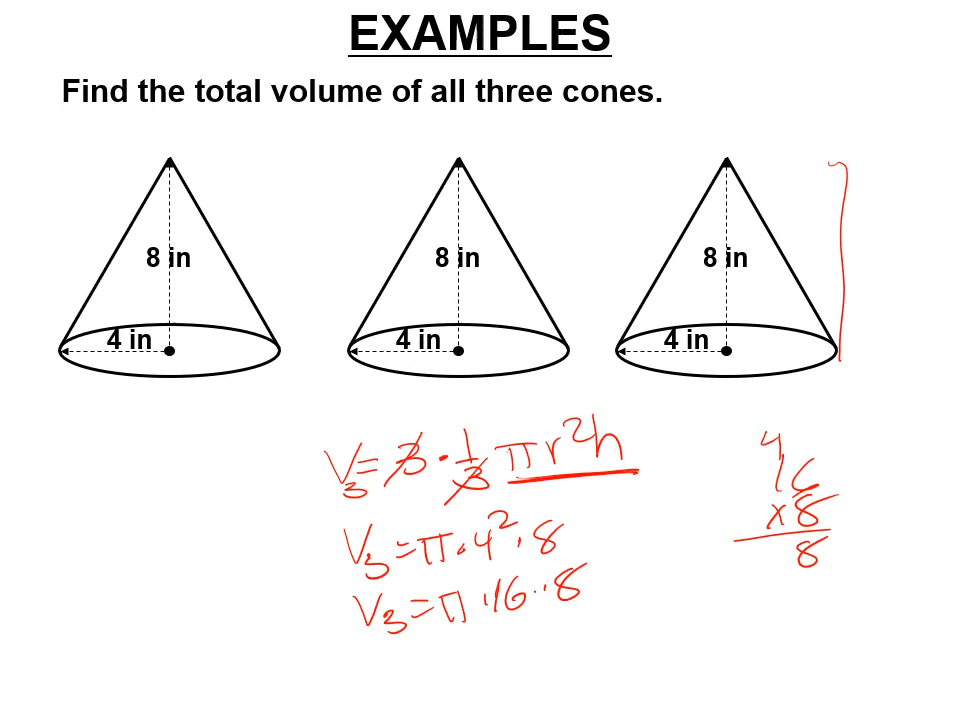 EXAMPLES
Find the total volume of all three cones.
8 in 8 in 8 in
4 in 4 in 4 in
V₃ = 3 · 1/3 πr²h
V₃ = π · 4² · 8
V₃ = π · 16 · 8
4
16
x 8
8